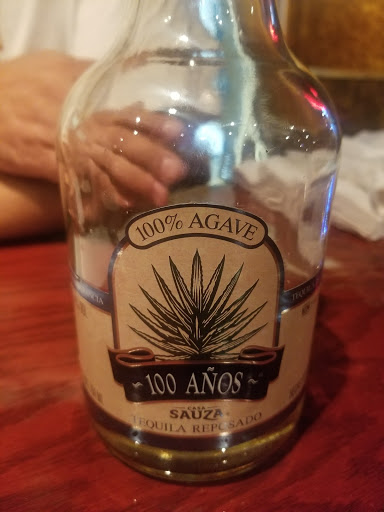 100% AGAVE
~ 100 AÑOS ~
CASA
SAUZA
TEQUILA REPOSADO